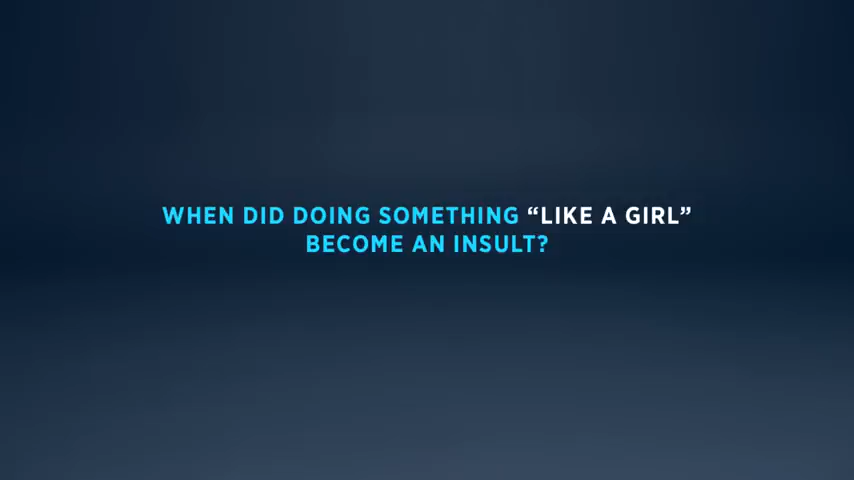 WHEN DID DOING SOMETHING “LIKE A GIRL”
BECOME AN INSULT?